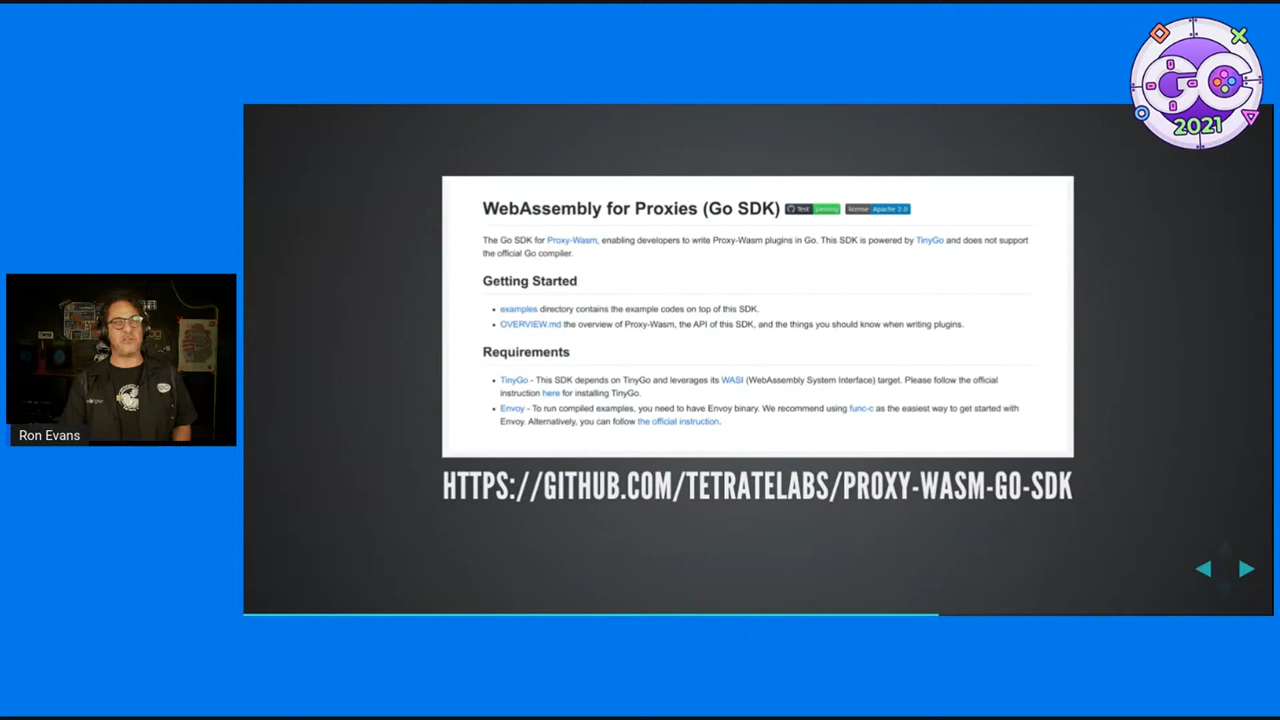 GC
2021
WebAssembly for Proxies (Go SDK) Test passing license Apache 2.0
The Go SDK for Proxy-Wasm, enabling developers to write Proxy-Wasm plugins in Go. This SDK is powered by TinyGo and does not support
the official Go compiler.
Getting Started
• examples directory contains the example codes on top of this SDK.
• OVERVIEW.md the overview of Proxy-Wasm, the API of this SDK, and the things you should know when writing plugins.
Requirements
• TinyGo - This SDK depends on TinyGo and leverages its WASI (WebAssembly System Interface) target. Please follow the official
instruction here for installing TinyGo.
• Envoy - To run compiled examples, you need to have Envoy binary. We recommend using func-c as the easiest way to get started with
Envoy. Alternatively, you can follow the official instruction.
HTTPS://GITHUB.COM/TETRATELABS/PROXY-WASM-GO-SDK
Ron Evans